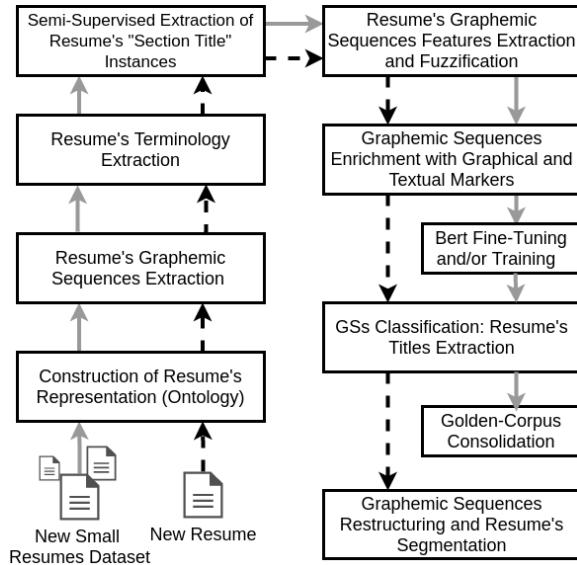 Semi-Supervised Extraction of
Resume's "Section Title"
Instances
Resume's Terminology
Extraction
Resume's Graphemic
Sequences Extraction
Construction of Resume's
Representation (Ontology)
New Small
Resumes Dataset
New Resume
Resume's Graphemic
Sequences Features Extraction
and Fuzzification
Graphemic Sequences
Enrichment with Graphical and
Textual Markers
Bert Fine-Tuning
and/or Training
GSs Classification: Resume's
Titles Extraction
Golden-Corpus
Consolidation
Graphemic Sequences
Restructuring and Resume's
Segmentation